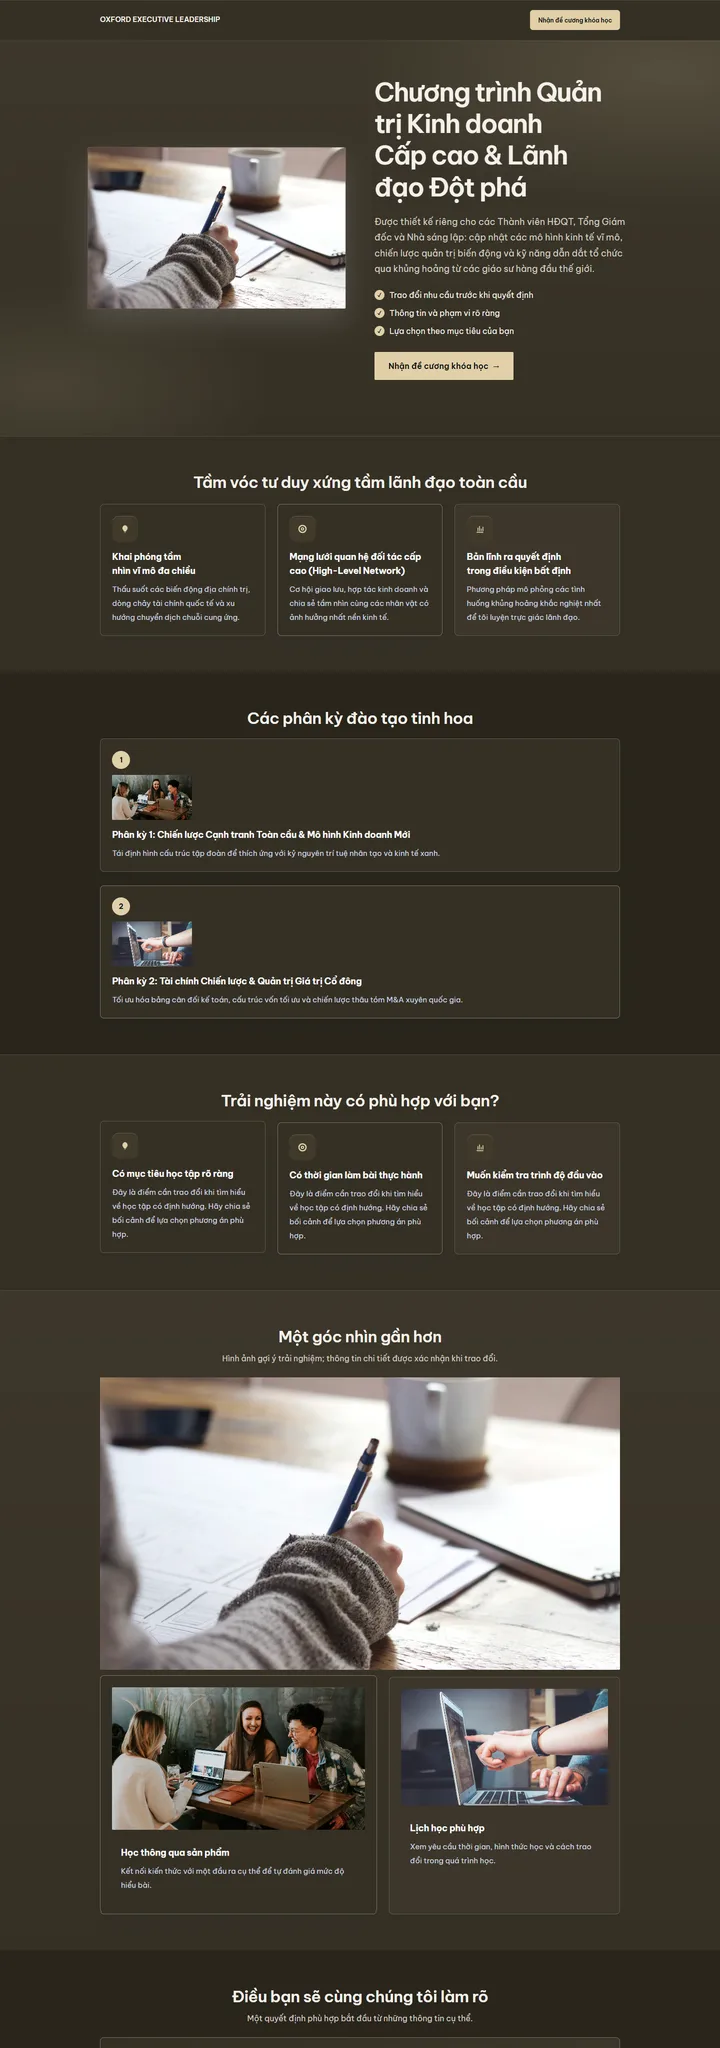 OXFORD EXECUTIVE LEADERSHIP
Nhận đề cương khóa học
Chương trình Quản
trị Kinh doanh
Cấp cao & Lãnh
đạo Đột phá
Được thiết kế riêng cho các Thành viên HĐQT, Tổng Giám
đốc và Nhà sáng lập: cập nhật các mô hình kinh tế vĩ mô,
chiến lược quản trị biến động và kỹ năng dẫn dắt tổ chức
qua khủng hoảng từ các giáo sư hàng đầu thế giới.
Trao đổi nhu cầu trước khi quyết định
Thông tin và phạm vi rõ ràng
Lựa chọn theo mục tiêu của bạn
Nhận đề cương khóa học →
Tầm vóc tư duy xứng tầm lãnh đạo toàn cầu
Khai phóng tầm
nhìn vĩ mô đa chiều
Thấu suốt các biến động địa chính trị,
dòng chảy tài chính quốc tế và xu
hướng chuyển dịch chuỗi cung ứng.
Mạng lưới quan hệ đối tác cấp
cao (High-Level Network)
Cơ hội giao lưu, hợp tác kinh doanh và
chia sẻ tầm nhìn cùng các nhân vật có
ảnh hưởng nhất nền kinh tế.
Bản lĩnh ra quyết định
trong điều kiện bất định
Phương pháp mô phỏng các tình
huống khủng hoảng khắc nghiệt nhất
để tôi luyện trực giác lãnh đạo.
Các phân kỳ đào tạo tinh hoa
1
Phân kỳ 1: Chiến lược Cạnh tranh Toàn cầu & Mô hình Kinh doanh Mới
Tái định hình cấu trúc tập đoàn để thích ứng với kỷ nguyên trí tuệ nhân tạo và kinh tế xanh.
2
Phân kỳ 2: Tài chính Chiến lược & Quản trị Giá trị Cổ đông
Tối ưu hóa bảng cân đối kế toán, cấu trúc vốn tối ưu và chiến lược thâu tóm M&A xuyên quốc gia.
Trải nghiệm này có phù hợp với bạn?
Có mục tiêu học tập rõ ràng
Đây là điểm cần trao đổi khi tìm hiểu
về học tập có định hướng. Hãy chia sẻ
bối cảnh để lựa chọn phương án phù
hợp.
Có thời gian làm bài thực hành
Đây là điểm cần trao đổi khi tìm hiểu
về học tập có định hướng. Hãy chia sẻ
bối cảnh để lựa chọn phương án phù
hợp.
Muốn kiểm tra trình độ đầu vào
Đây là điểm cần trao đổi khi tìm hiểu
về học tập có định hướng. Hãy chia sẻ
bối cảnh để lựa chọn phương án phù
hợp.
Một góc nhìn gần hơn
Hình ảnh gợi ý trải nghiệm; thông tin chi tiết được xác nhận khi trao đổi.
Học thông qua sản phẩm
Kết nối kiến thức với một đầu ra cụ thể để tự đánh giá mức độ
hiểu bài.
Lịch học phù hợp
Xem yêu cầu thời gian, hình thức học và cách trao
đổi trong quá trình học.
Điều bạn sẽ cùng chúng tôi làm rõ
Một quyết định phù hợp bắt đầu từ những thông tin cụ thể.